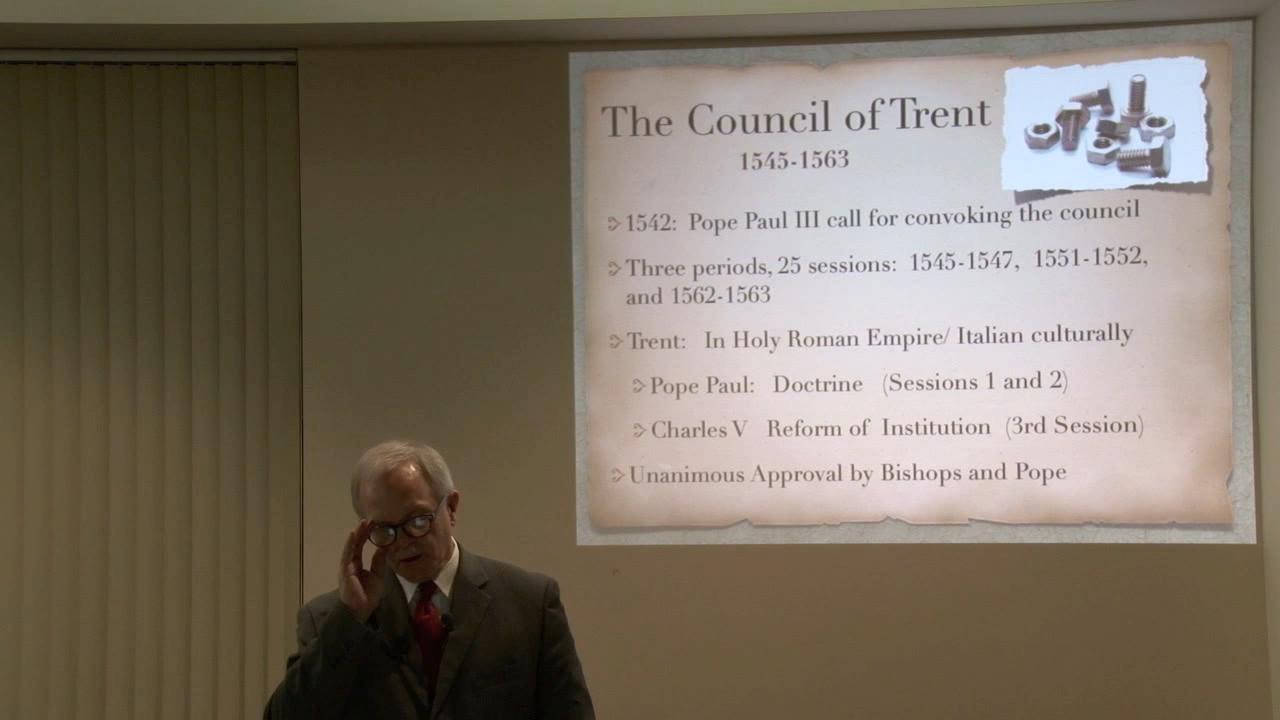 The Council of Trent
1545-1563
1542: Pope Paul III call for convoking the council
Three periods, 25 sessions: 1545-1547, 1551-1552,
and 1562-1563
Trent: In Holy Roman Empire/ Italian culturally
Pope Paul: Doctrine (Sessions 1 and 2)
Charles V Reform of Institution (3rd Session)
Unanimous Approval by Bishops and Pope